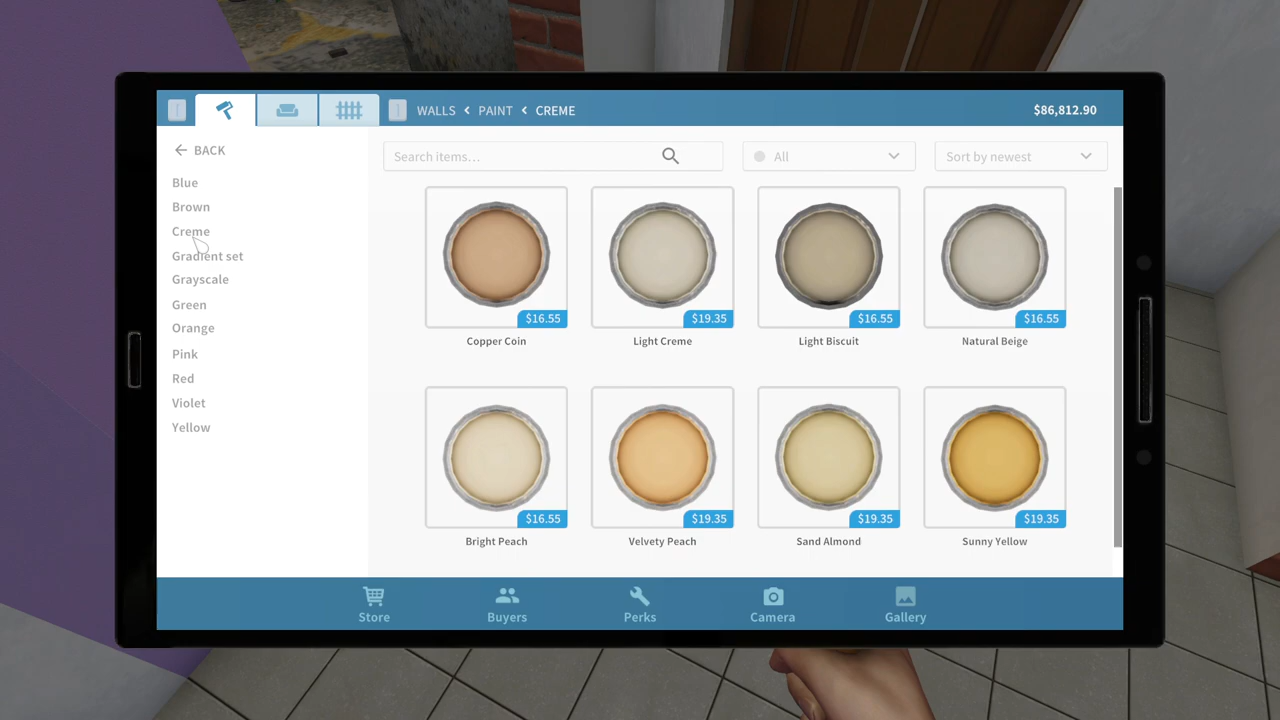 WALLS < PAINT < CREME
$86,812.90
BACK
Search items...
All
Sort by newest
Blue
Brown
Creme
Gradient set
Grayscale
Green
Orange
Pink
Red
Violet
Yellow
$16.55
$19.35
$16.55
$16.55
Copper Coin
Light Creme
Light Biscuit
Natural Beige
$16.55
$19.35
$19.35
$19.35
Bright Peach
Velvety Peach
Sand Almond
Sunny Yellow
Store
Buyers
Perks
Camera
Gallery